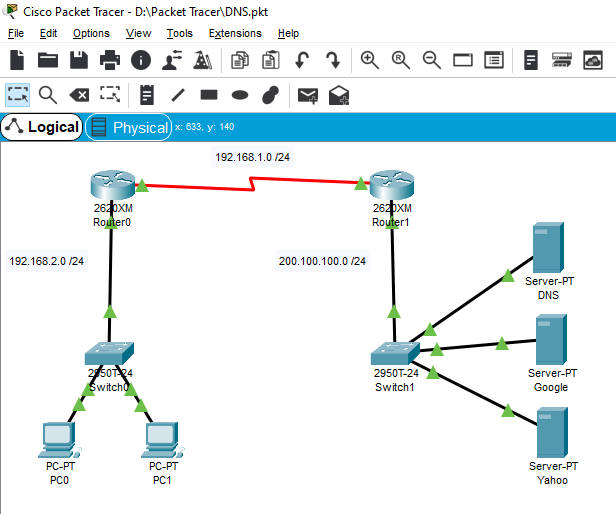 Cisco Packet Tracer - D:\Packet Tracer\DNS.pkt
File Edit Options View Tools Extensions Help
Logical Physical x: 633, y: 140
192.168.1.0 /24
2620XM
Router0
2620XM
Router1
192.168.2.0 /24
200.100.100.0 /24
Server-PT
DNS
2950T-24
Switch0
2950T-24
Switch1
Server-PT
Google
PC-PT
PC0
PC-PT
PC1
Server-PT
Yahoo